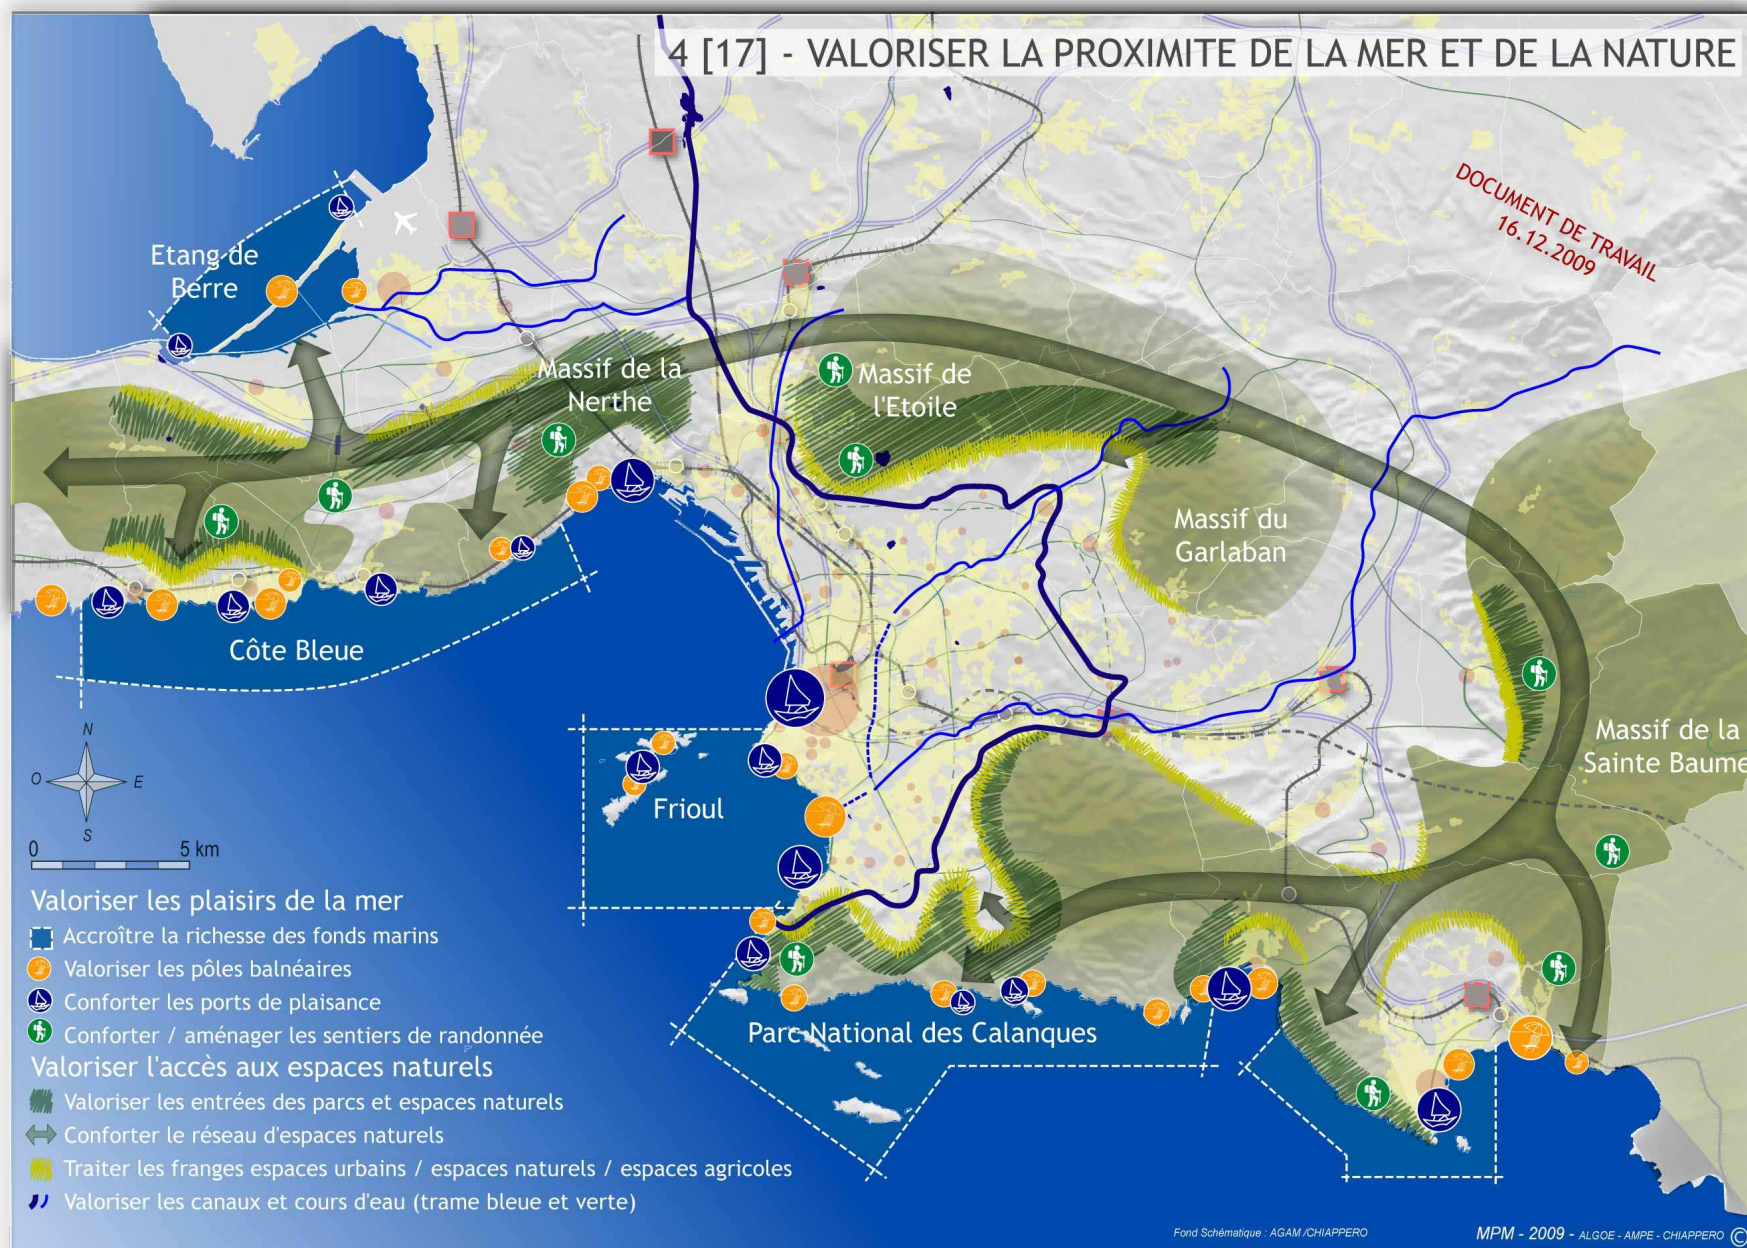 4 [17] - VALORISER LA PROXIMITE DE LA MER ET DE LA NATURE
DOCUMENT DE TRAVAIL
16.12.2009
Etang de
Berre
Massif de la
Nerthe
Massif de
l'Etoile
Massif du
Garlaban
Côte Bleue
Massif de la
Sainte Baume
Frioul
Parc National des Calanques
N
O
E
S
0
5 km
Valoriser les plaisirs de la mer
Accroître la richesse des fonds marins
Valoriser les pôles balnéaires
Conforter les ports de plaisance
Conforter / aménager les sentiers de randonnée
Valoriser l'accès aux espaces naturels
Valoriser les entrées des parcs et espaces naturels
Conforter le réseau d'espaces naturels
Traiter les franges espaces urbains / espaces naturels / espaces agricoles
Valoriser les canaux et cours d'eau (trame bleue et verte)
Fond Schématique : AGAM /CHIAPPERO
MPM - 2009 - ALGOE - AMPE - CHIAPPERO ©